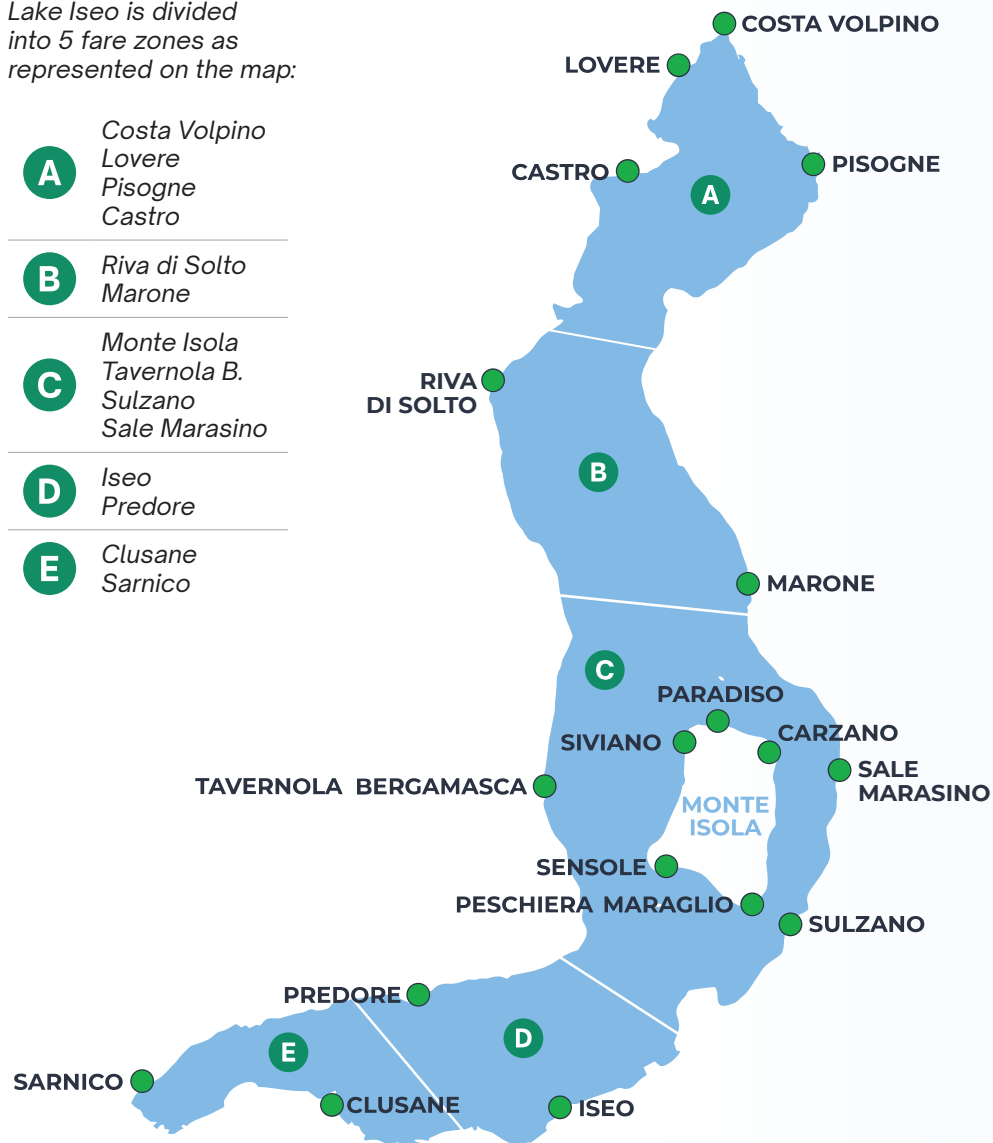 Lake Iseo is divided
into 5 fare zones as
represented on the map:
A
Costa Volpino
Lovere
Pisogne
Castro
B
Riva di Solto
Marone
C
Monte Isola
Tavernola B.
Sulzano
Sale Marasino
D
Iseo
Predore
E
Clusane
Sarnico
COSTA VOLPINO
LOVERE
CASTRO
PISOGNE
A
RIVA
DI SOLTO
B
MARONE
C
PARADISO
SIVIANO
CARZANO
TAVERNOLA BERGAMASCA
SALE
MARASINO
MONTE
ISOLA
SENSOLE
PESCHIERA MARAGLIO
SULZANO
PREDORE
D
E
SARNICO
CLUSANE
ISEO